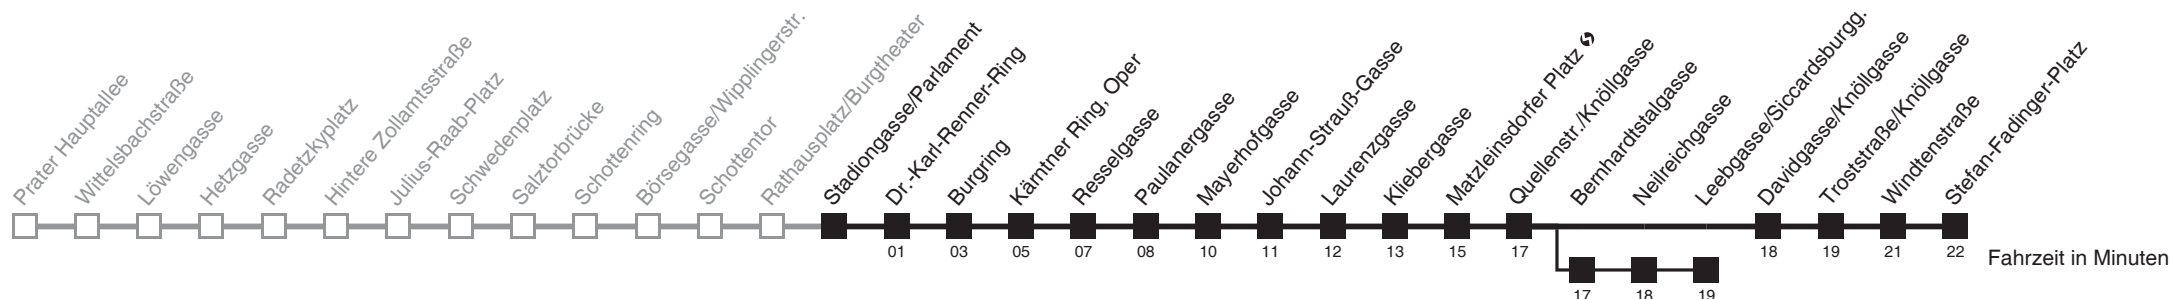 Prater Hauptallee
Wittelsbachstraße
Löwengasse
Hetzgasse
Radetzkyplatz
Hintere Zollamtsstraße
Julius-Raab-Platz
Schwedenplatz
Salztorbrücke
Schottenring
Börsegasse/Wipplingerstr.
Schottentor
Rathausplatz/Burgtheater
Stadiongasse/Parlament
Dr.-Karl-Renner-Ring
Burgring
Kärntner Ring, Oper
Resselgasse
Paulanergasse
Mayerhofgasse
Johann-Strauß-Gasse
Laurenzgasse
Kliebergasse
Matzleinsdorfer Platz
Quellenstr./Knöllgasse
Bernhardtstalgasse
Neilreichgasse
Leebgasse/Siccardsburgg.
Davidgasse/Knöllgasse
Troststraße/Knöllgasse
Windtenstraße
Stefan-Fadinger-Platz
01 03 05 07 08 10 11 12 13 15 17 18 19 21 22
Fahrzeit in Minuten
17 18 19